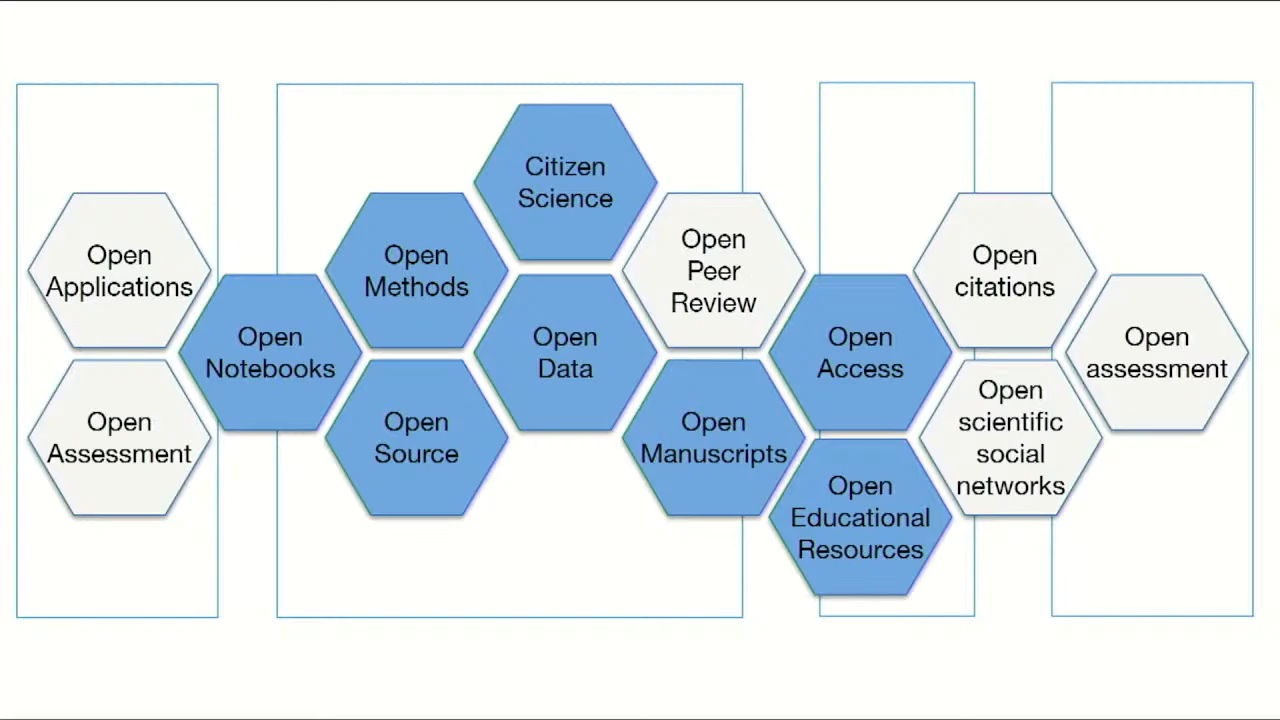 Open
Applications
Open
Assessment
Open
Notebooks
Open
Methods
Open
Source
Citizen
Science
Open
Data
Open
Peer
Review
Open
Manuscripts
Open
Access
Open
Educational
Resources
Open
citations
Open
scientific
social
networks
Open
assessment